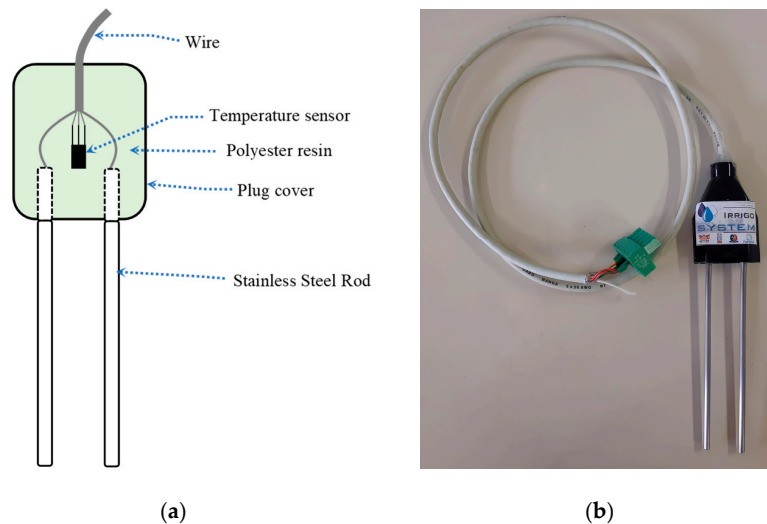 Wire
Temperature sensor
Polyester resin
Plug cover
Stainless Steel Rod
IRRIGO
SYSTEM
(a)
(b)